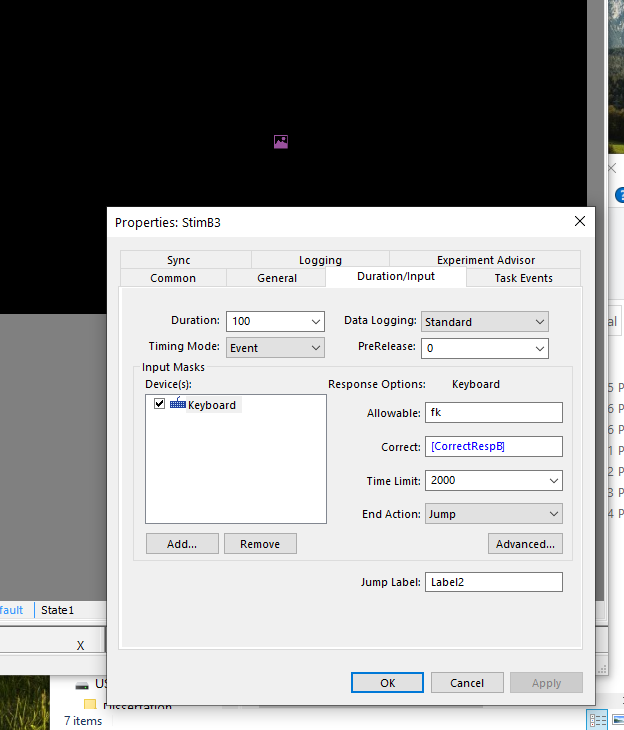 Properties: StimB3
Sync Logging Experiment Advisor
Common General Duration/Input Task Events
Duration: 100 Data Logging: Standard
Timing Mode: Event PreRelease: 0
Input Masks
Device(s): Response Options: Keyboard
Keyboard
Allowable: fk
Correct: [CorrectRespB]
Time Limit: 2000
End Action: Jump
Add... Remove Advanced...
Jump Label: Label2
OK Cancel Apply
State1
X
7 items